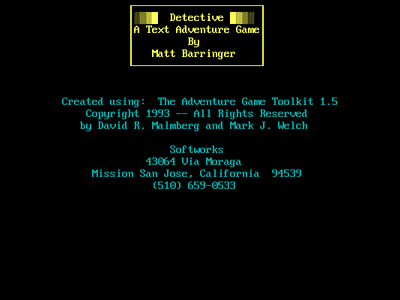 Detective
A Text Adventure Game
By
Matt Barringer
Created using:  The Adventure Game Toolkit 1.5
Copyright 1993 -- All Rights Reserved
by David R. Malmberg and Mark J. Welch
Softworks
43064 Via Moraga
Mission San Jose, California  94539
(510) 659-0533